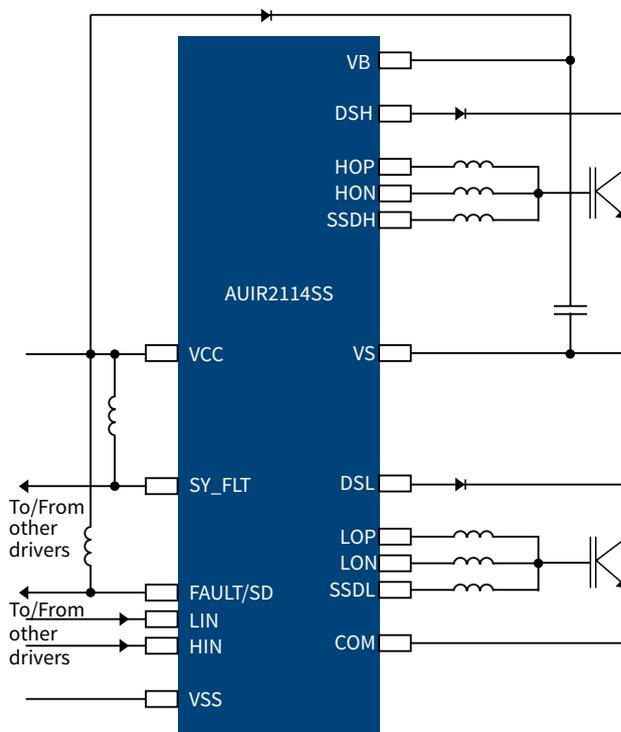 VB
DSH
HOP
HON
SSDH
AUIR2114SS
VCC
VS
SY_FLT
DSL
To/From
other
drivers
LOP
LON
SSDL
FAULT/SD
To/From
other
drivers
LIN
HIN
COM
VSS